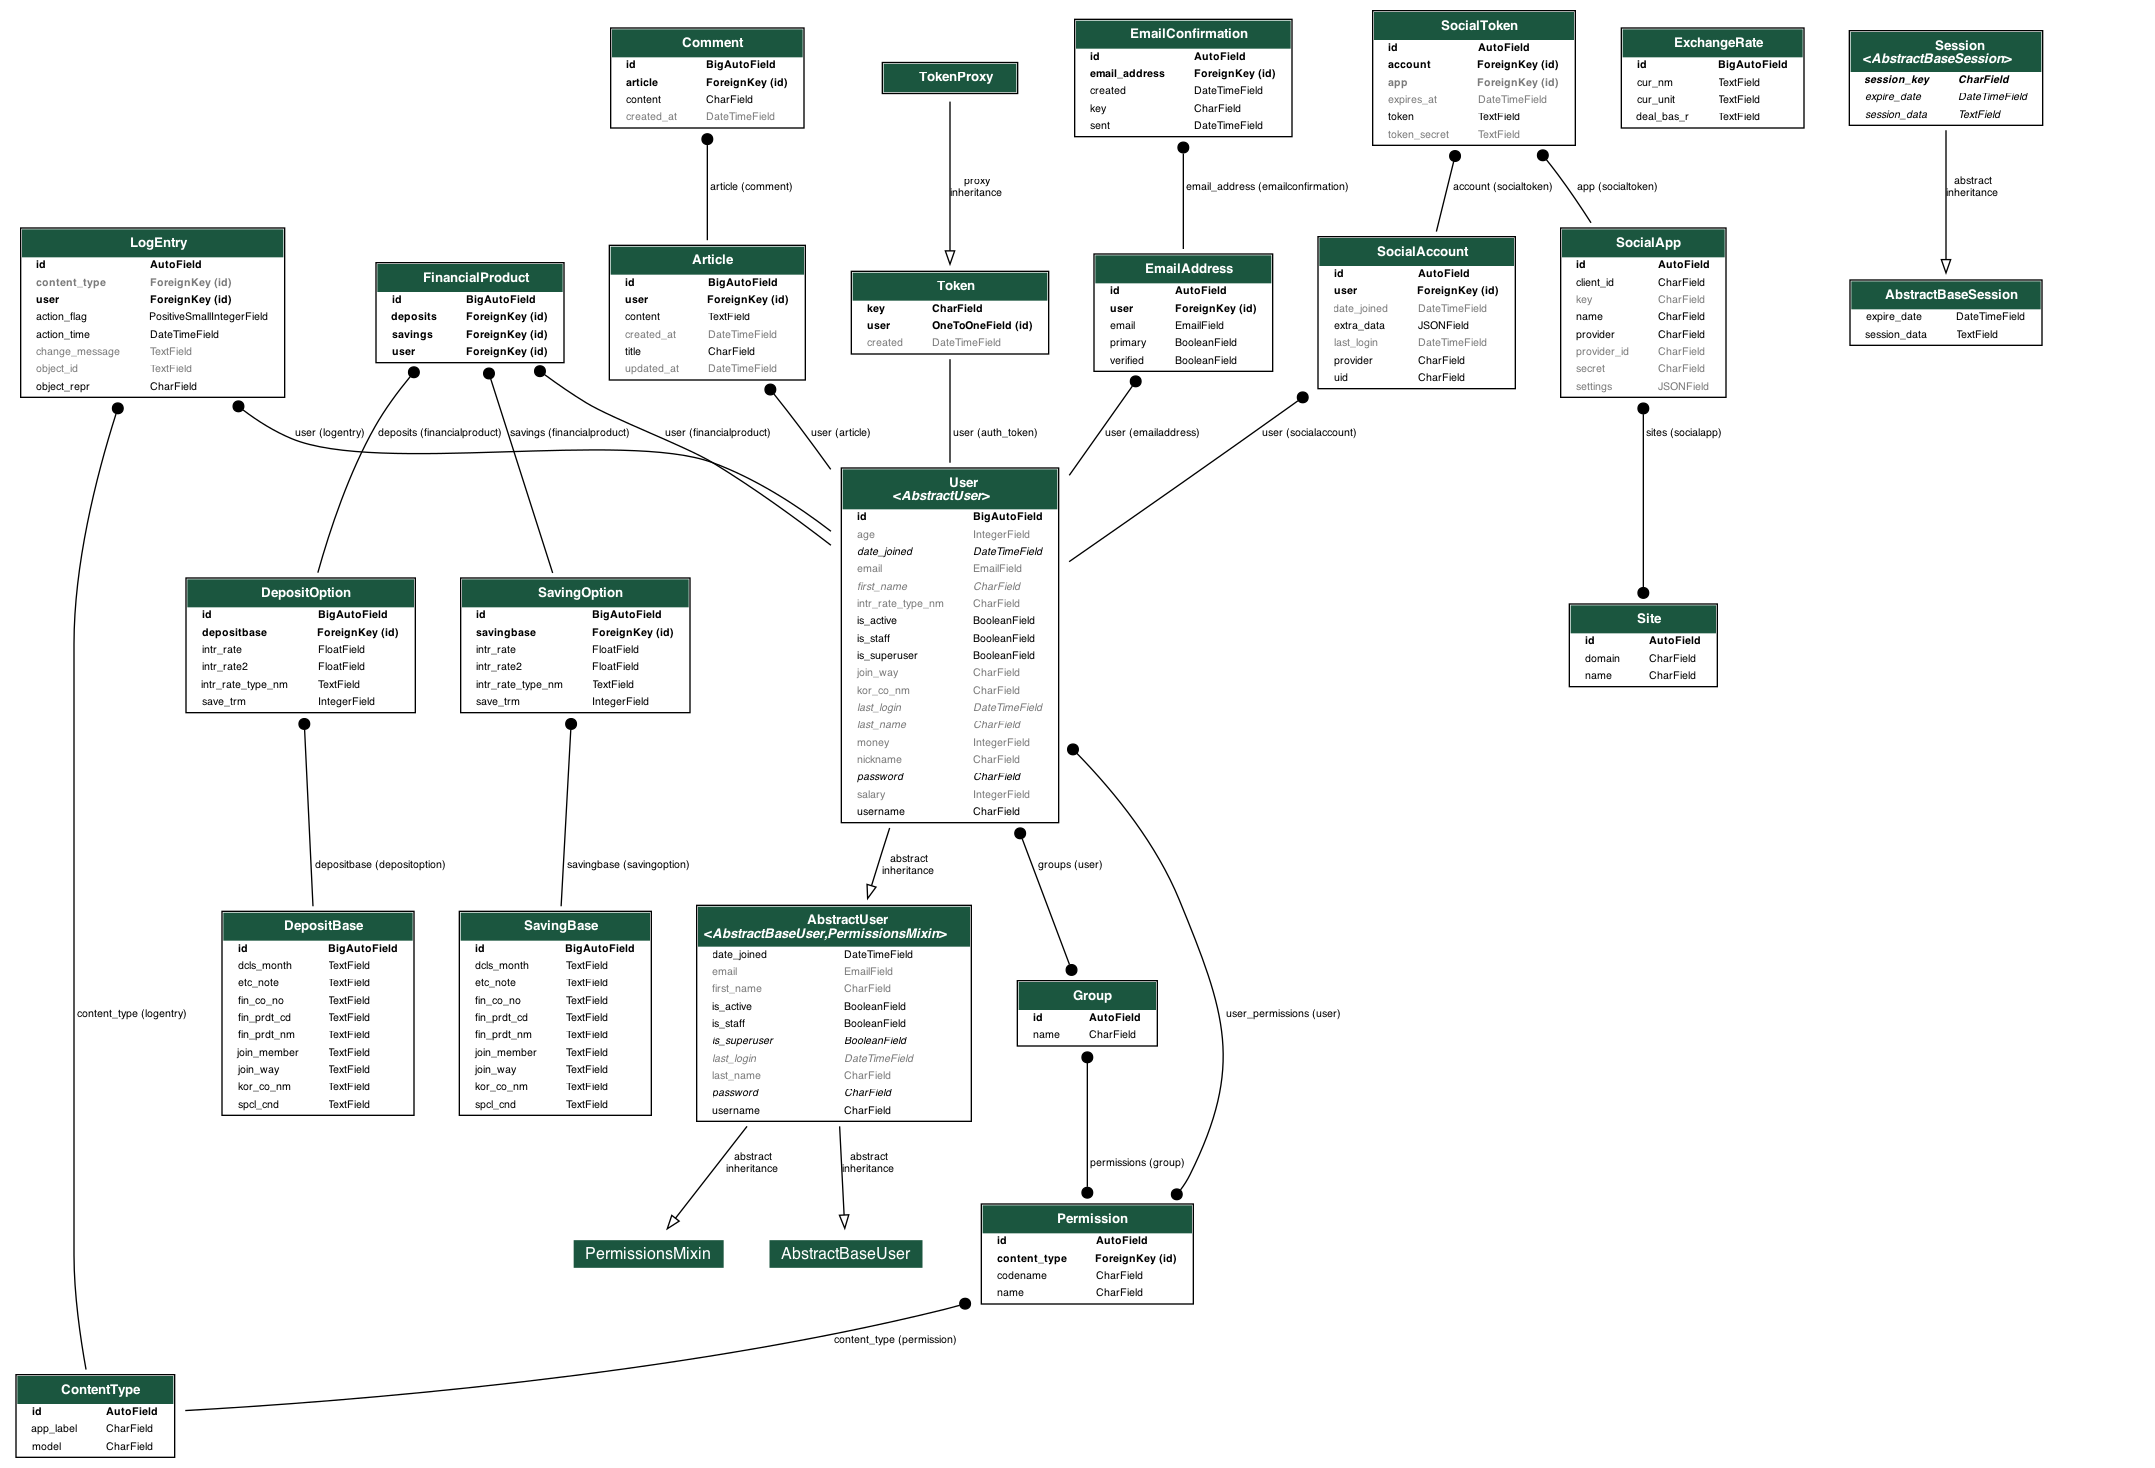 Comment
id BigAutoField
article ForeignKey (id)
content CharField
created_at DateTimeField
TokenProxy
EmailConfirmation
id AutoField
email_address ForeignKey (id)
created DateTimeField
key CharField
sent DateTimeField
SocialToken
id AutoField
account ForeignKey (id)
app ForeignKey (id)
expires_at DateTimeField
token TextField
token_secret TextField
ExchangeRate
id BigAutoField
cur_nm TextField
cur_unit TextField
deal_bas_r TextField
Session
<AbstractBaseSession>
session_key CharField
expire_date DateTimeField
session_data TextField
article (comment)
proxy
inheritance
email_address (emailconfirmation)
account (socialtoken)
app (socialtoken)
abstract
inheritance
LogEntry
id AutoField
content_type ForeignKey (id)
user ForeignKey (id)
action_flag PositiveSmallIntegerField
action_time DateTimeField
change_message TextField
object_id TextField
object_repr CharField
FinancialProduct
id BigAutoField
deposits ForeignKey (id)
savings ForeignKey (id)
user ForeignKey (id)
Article
id BigAutoField
user ForeignKey (id)
content TextField
created_at DateTimeField
title CharField
updated_at DateTimeField
Token
key CharField
user OneToOneField (id)
created DateTimeField
EmailAddress
id AutoField
user ForeignKey (id)
email EmailField
primary BooleanField
verified BooleanField
SocialAccount
id AutoField
user ForeignKey (id)
date_joined DateTimeField
extra_data JSONField
last_login DateTimeField
provider CharField
uid CharField
SocialApp
id AutoField
client_id CharField
key CharField
name CharField
provider CharField
provider_id CharField
secret CharField
settings JSONField
AbstractBaseSession
expire_date DateTimeField
session_data TextField
user (logentry)
deposits (financialproduct)
savings (financialproduct)
user (financialproduct)
user (article)
user (auth_token)
user (emailaddress)
user (socialaccount)
sites (socialapp)
User
<AbstractUser>
id BigAutoField
age IntegerField
date_joined DateTimeField
email EmailField
first_name CharField
intr_rate_type_nm CharField
is_active BooleanField
is_staff BooleanField
is_superuser BooleanField
join_way CharField
kor_co_nm CharField
last_login DateTimeField
last_name CharField
money IntegerField
nickname CharField
password CharField
salary IntegerField
username CharField
DepositOption
id BigAutoField
depositbase ForeignKey (id)
intr_rate FloatField
intr_rate2 FloatField
intr_rate_type_nm TextField
save_trm IntegerField
SavingOption
id BigAutoField
savingbase ForeignKey (id)
intr_rate FloatField
intr_rate2 FloatField
intr_rate_type_nm TextField
save_trm IntegerField
Site
id AutoField
domain CharField
name CharField
depositbase (depositoption)
savingbase (savingoption)
abstract
inheritance
groups (user)
DepositBase
id BigAutoField
dcls_month TextField
etc_note TextField
fin_co_no TextField
fin_prdt_cd TextField
fin_prdt_nm TextField
join_member TextField
join_way TextField
kor_co_nm TextField
spcl_cnd TextField
SavingBase
id BigAutoField
dcls_month TextField
etc_note TextField
fin_co_no TextField
fin_prdt_cd TextField
fin_prdt_nm TextField
join_member TextField
join_way TextField
kor_co_nm TextField
spcl_cnd TextField
AbstractUser
<AbstractBaseUser,PermissionsMixin>
date_joined DateTimeField
email EmailField
first_name CharField
is_active BooleanField
is_staff BooleanField
is_superuser BooleanField
last_login DateTimeField
last_name CharField
password CharField
username CharField
Group
id AutoField
name CharField
content_type (logentry)
user_permissions (user)
abstract
inheritance
abstract
inheritance
permissions (group)
PermissionsMixin
AbstractBaseUser
Permission
id AutoField
content_type ForeignKey (id)
codename CharField
name CharField
content_type (permission)
ContentType
id AutoField
app_label CharField
model CharField